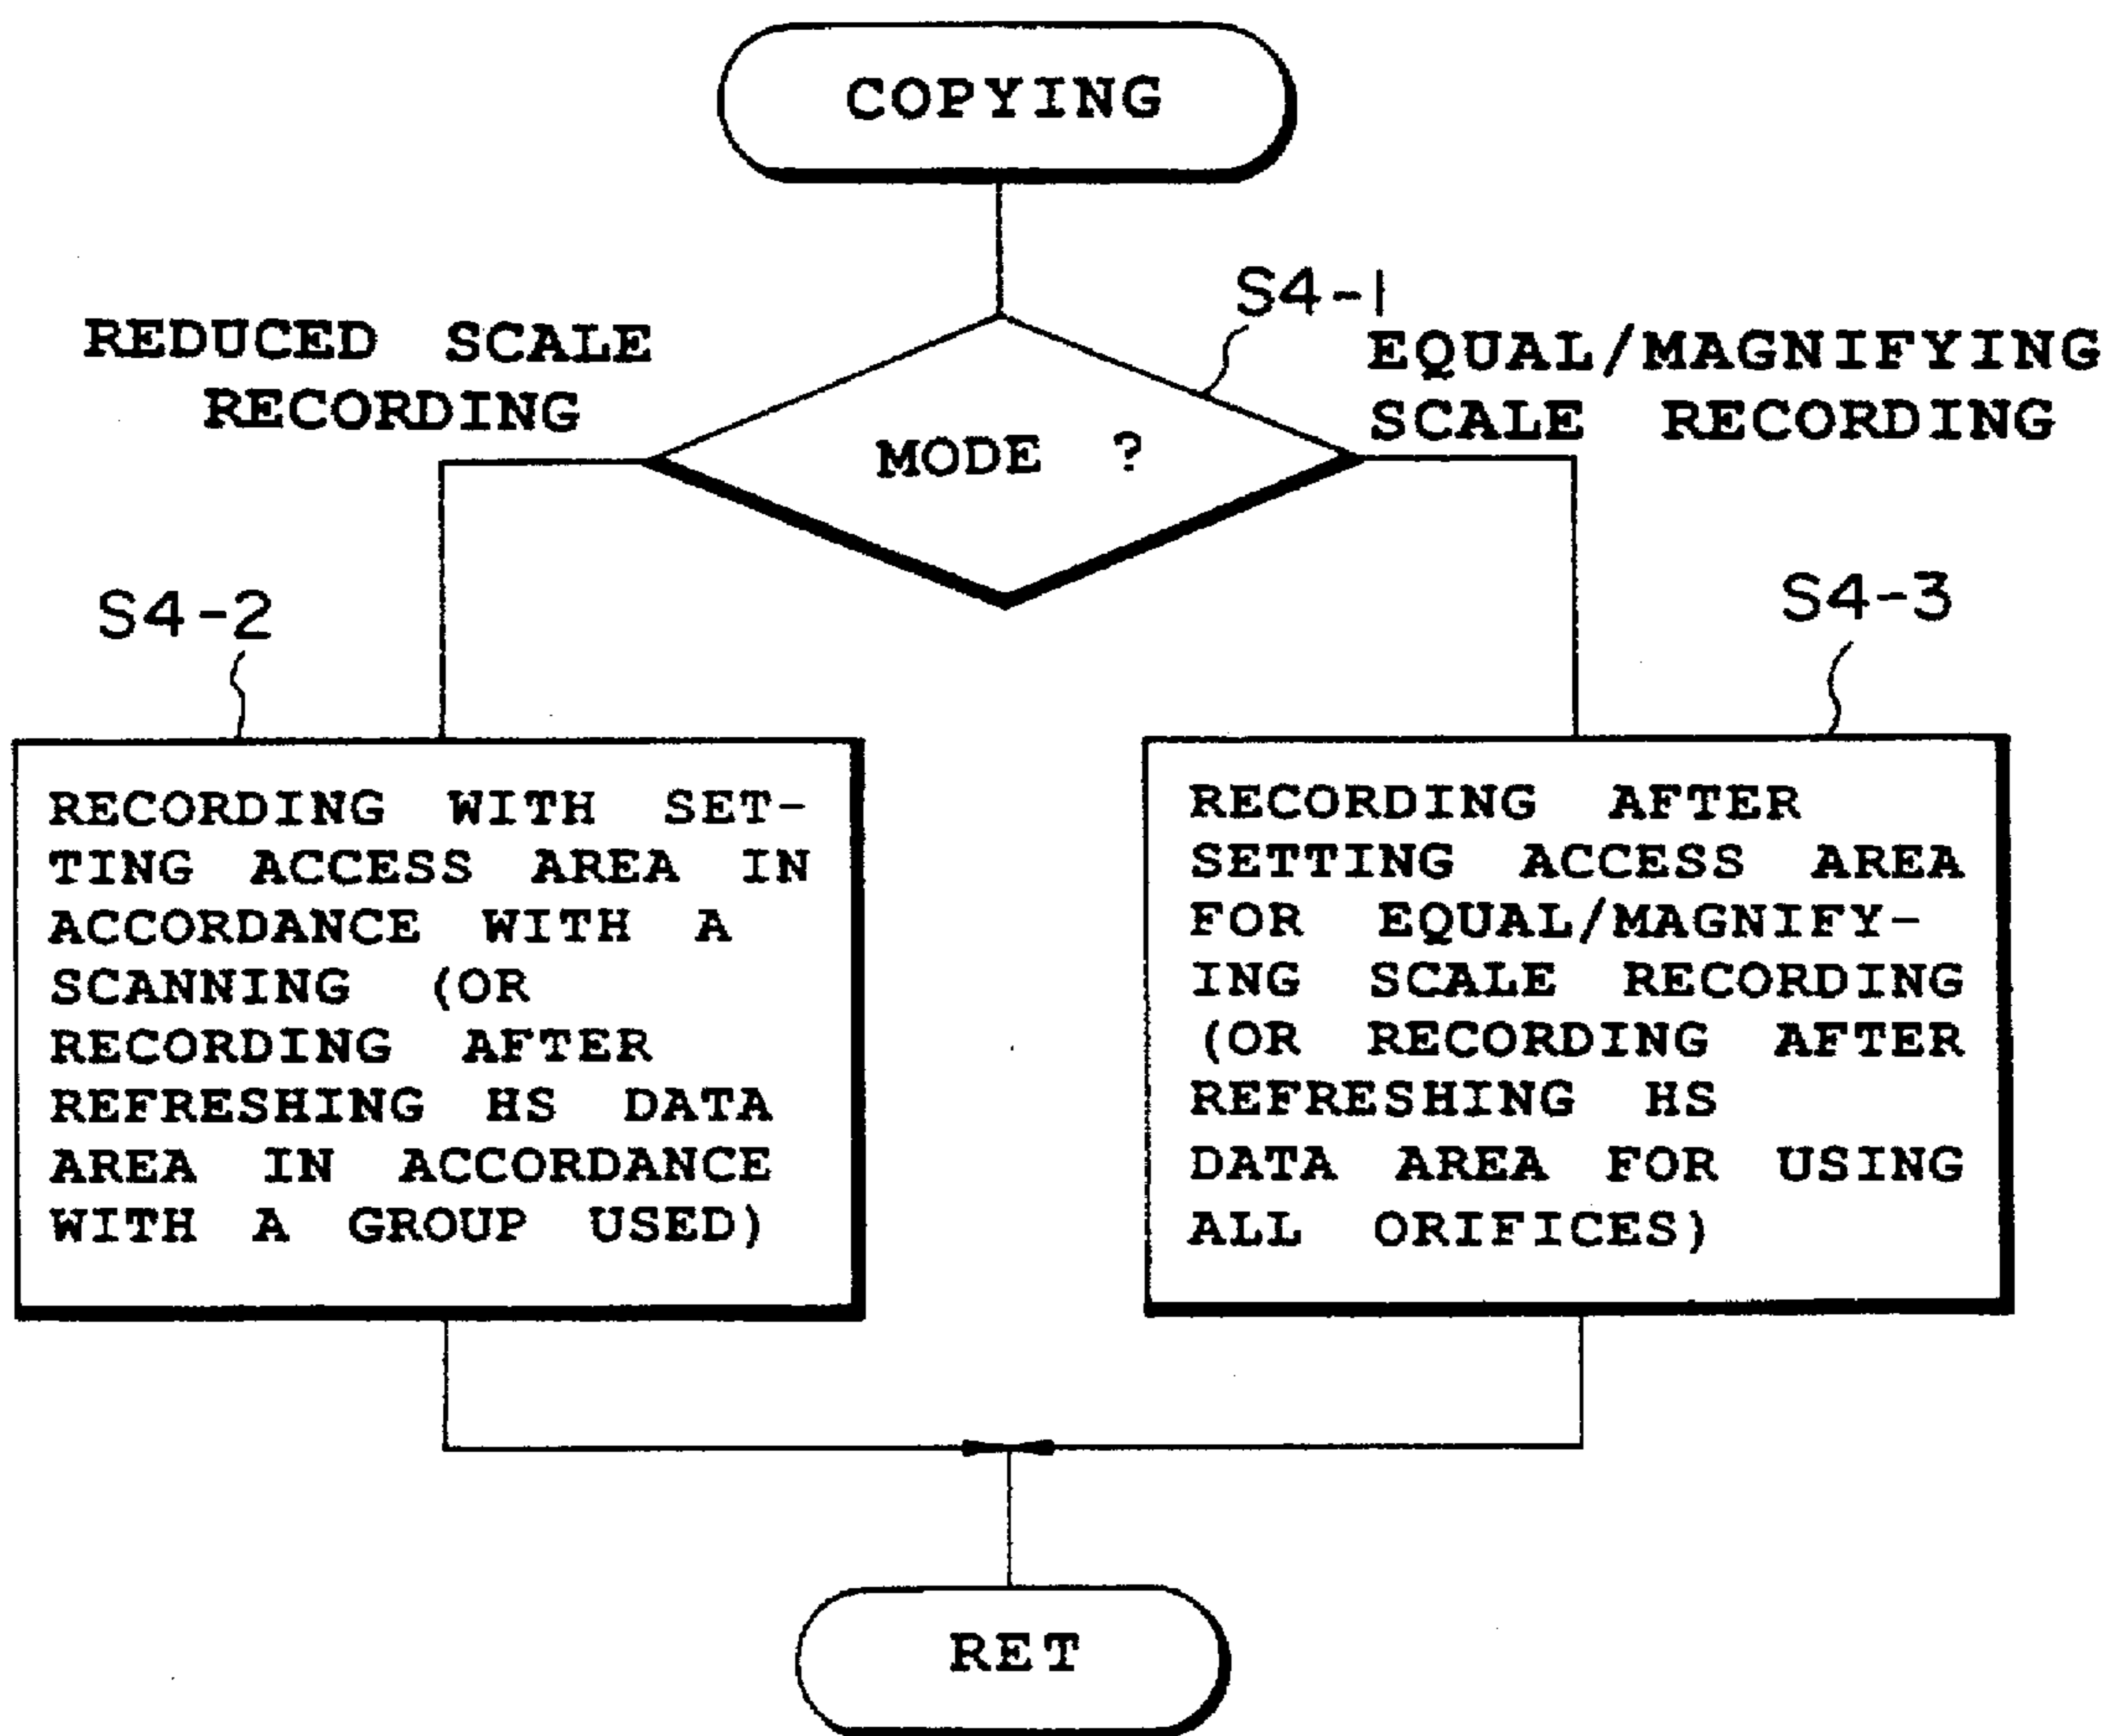 COPYING
S4-1
REDUCED SCALE
RECORDING
EQUAL/MAGNIFYING
SCALE RECORDING
MODE ?
S4-2
S4-3
RECORDING WITH SET-
TING ACCESS AREA IN
ACCORDANCE WITH A
SCANNING (OR
RECORDING AFTER
REFRESHING HS DATA
AREA IN ACCORDANCE
WITH A GROUP USED)
RECORDING AFTER
SETTING ACCESS AREA
FOR EQUAL/MAGNIFY-
ING SCALE RECORDING
(OR RECORDING AFTER
REFRESHING HS
DATA AREA FOR USING
ALL ORIFICES)
RET